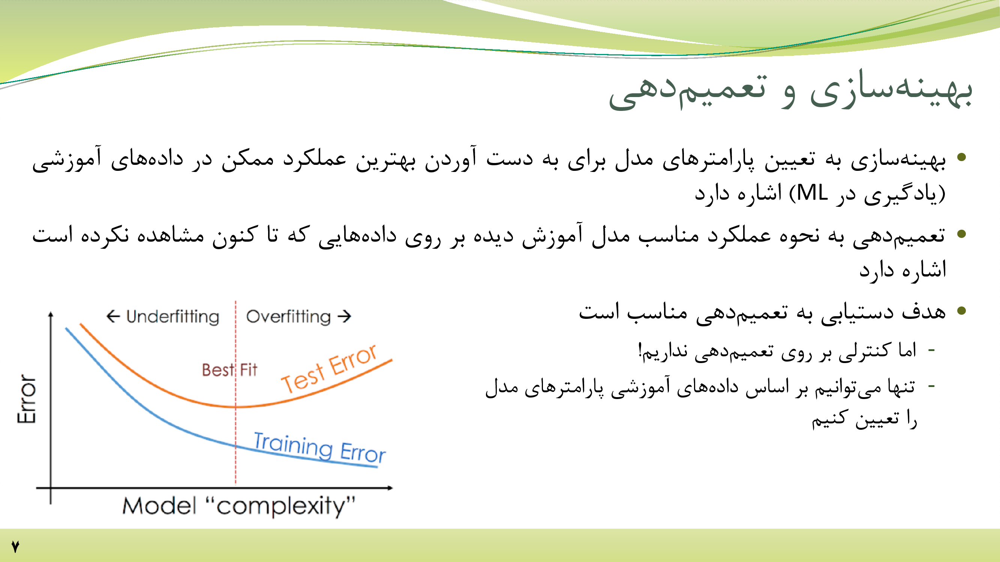 بهینه‌سازی و تعمیم‌دهی
• بهینه‌سازی به تعیین پارامترهای مدل برای به دست آوردن بهترین عملکرد ممکن در داده‌های آموزشی
(یادگیری در ML) اشاره دارد
• تعمیم‌دهی به نحوه عملکرد مناسب مدل آموزش دیده بر روی داده‌هایی که تا کنون مشاهده نکرده است
اشاره دارد
• هدف دستیابی به تعمیم‌دهی مناسب است
- اما کنترلی بر روی تعمیم‌دهی نداریم!
- تنها می‌توانیم بر اساس داده‌های آموزشی پارامترهای مدل
را تعیین کنیم
← Underfitting
Overfitting →
Best Fit
Test Error
Training Error
Error
Model “complexity”
۷